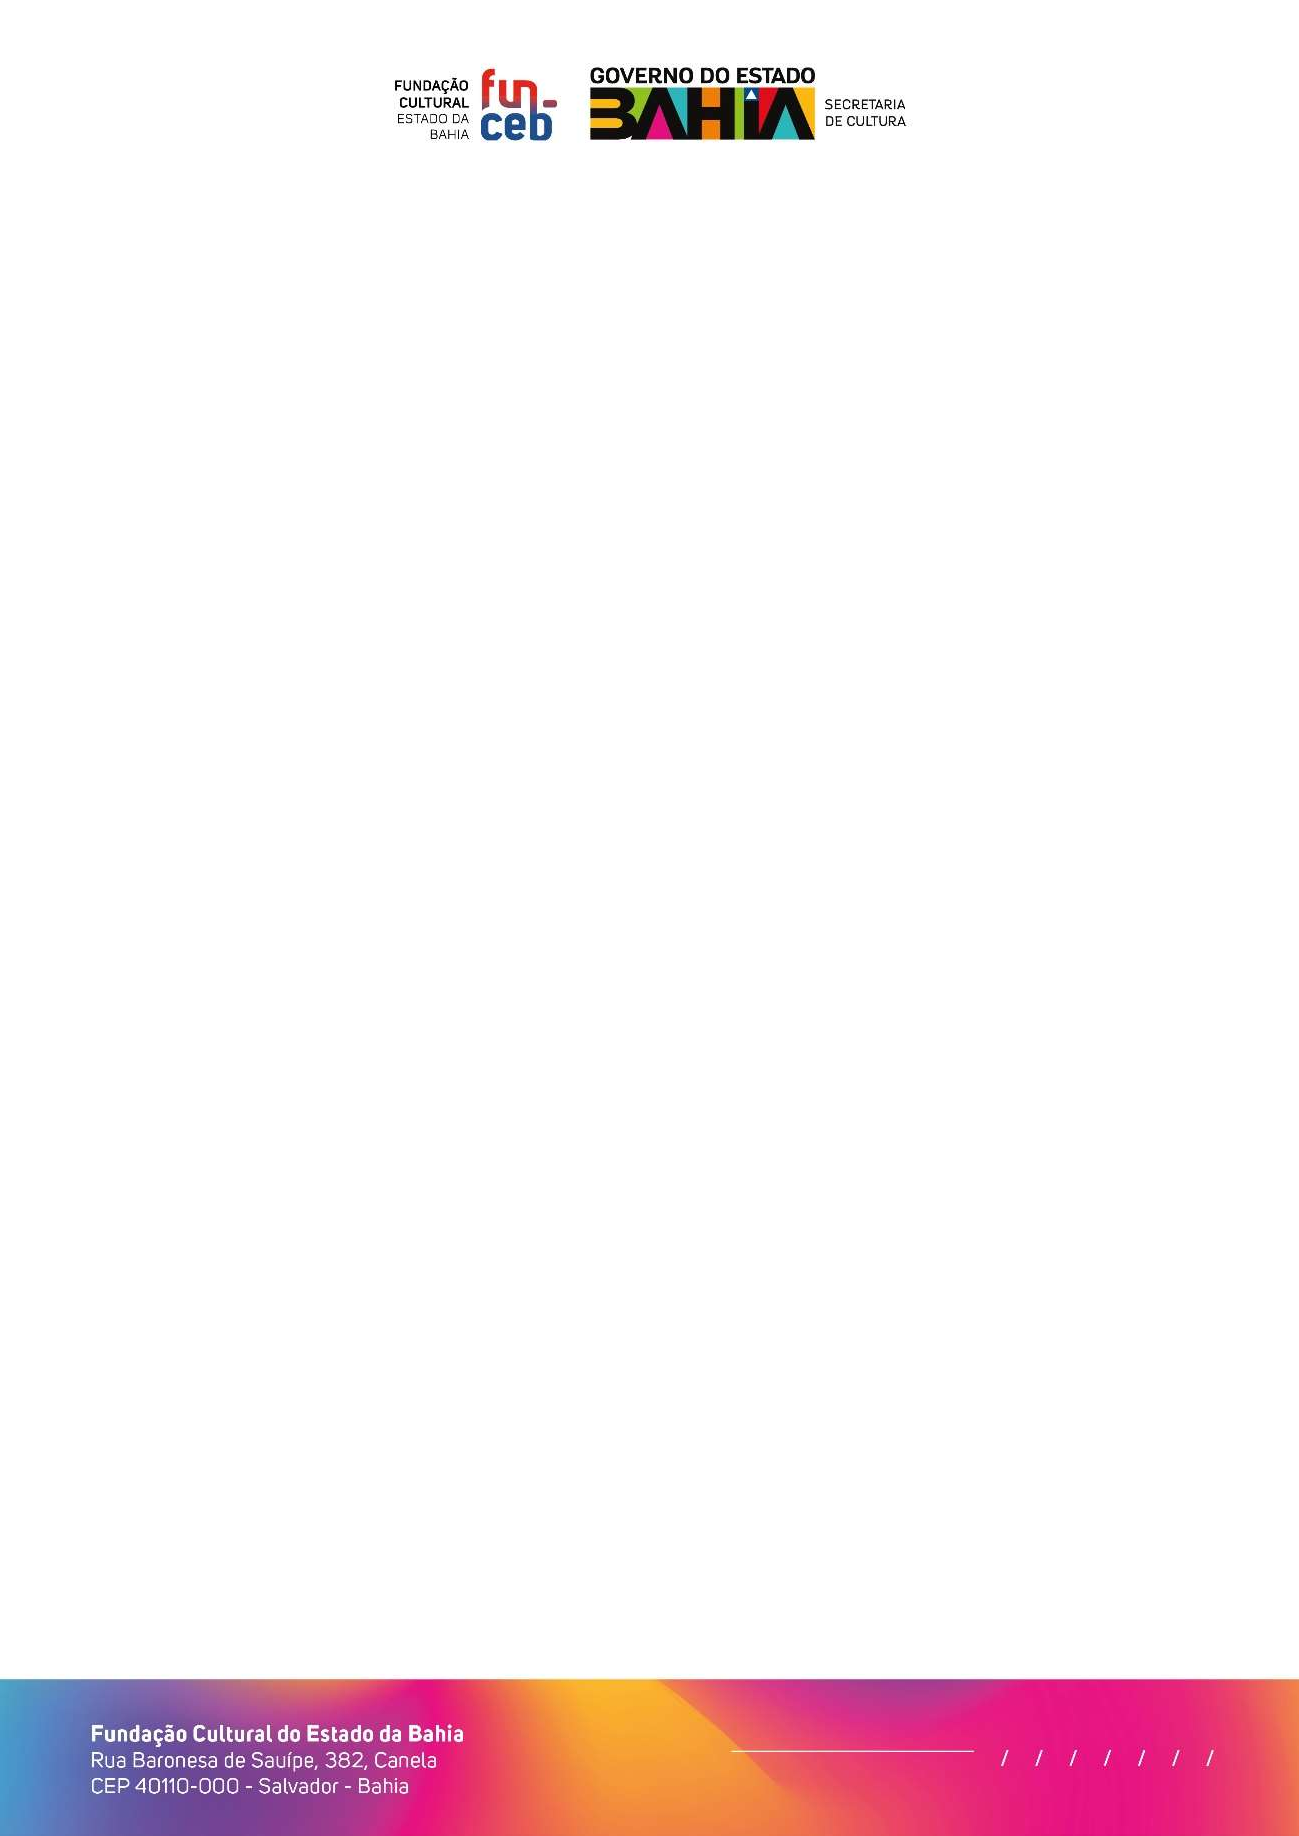 FUNDAÇÃO
CULTURAL
ESTADO DA
BAHIA
fun-
ceb
GOVERNO DO ESTADO
BAHIA
SECRETARIA
DE CULTURA
Fundação Cultural do Estado da Bahia
Rua Baronesa de Sauípe, 382, Canela
CEP 40110-000 - Salvador - Bahia
/ / / / / / /